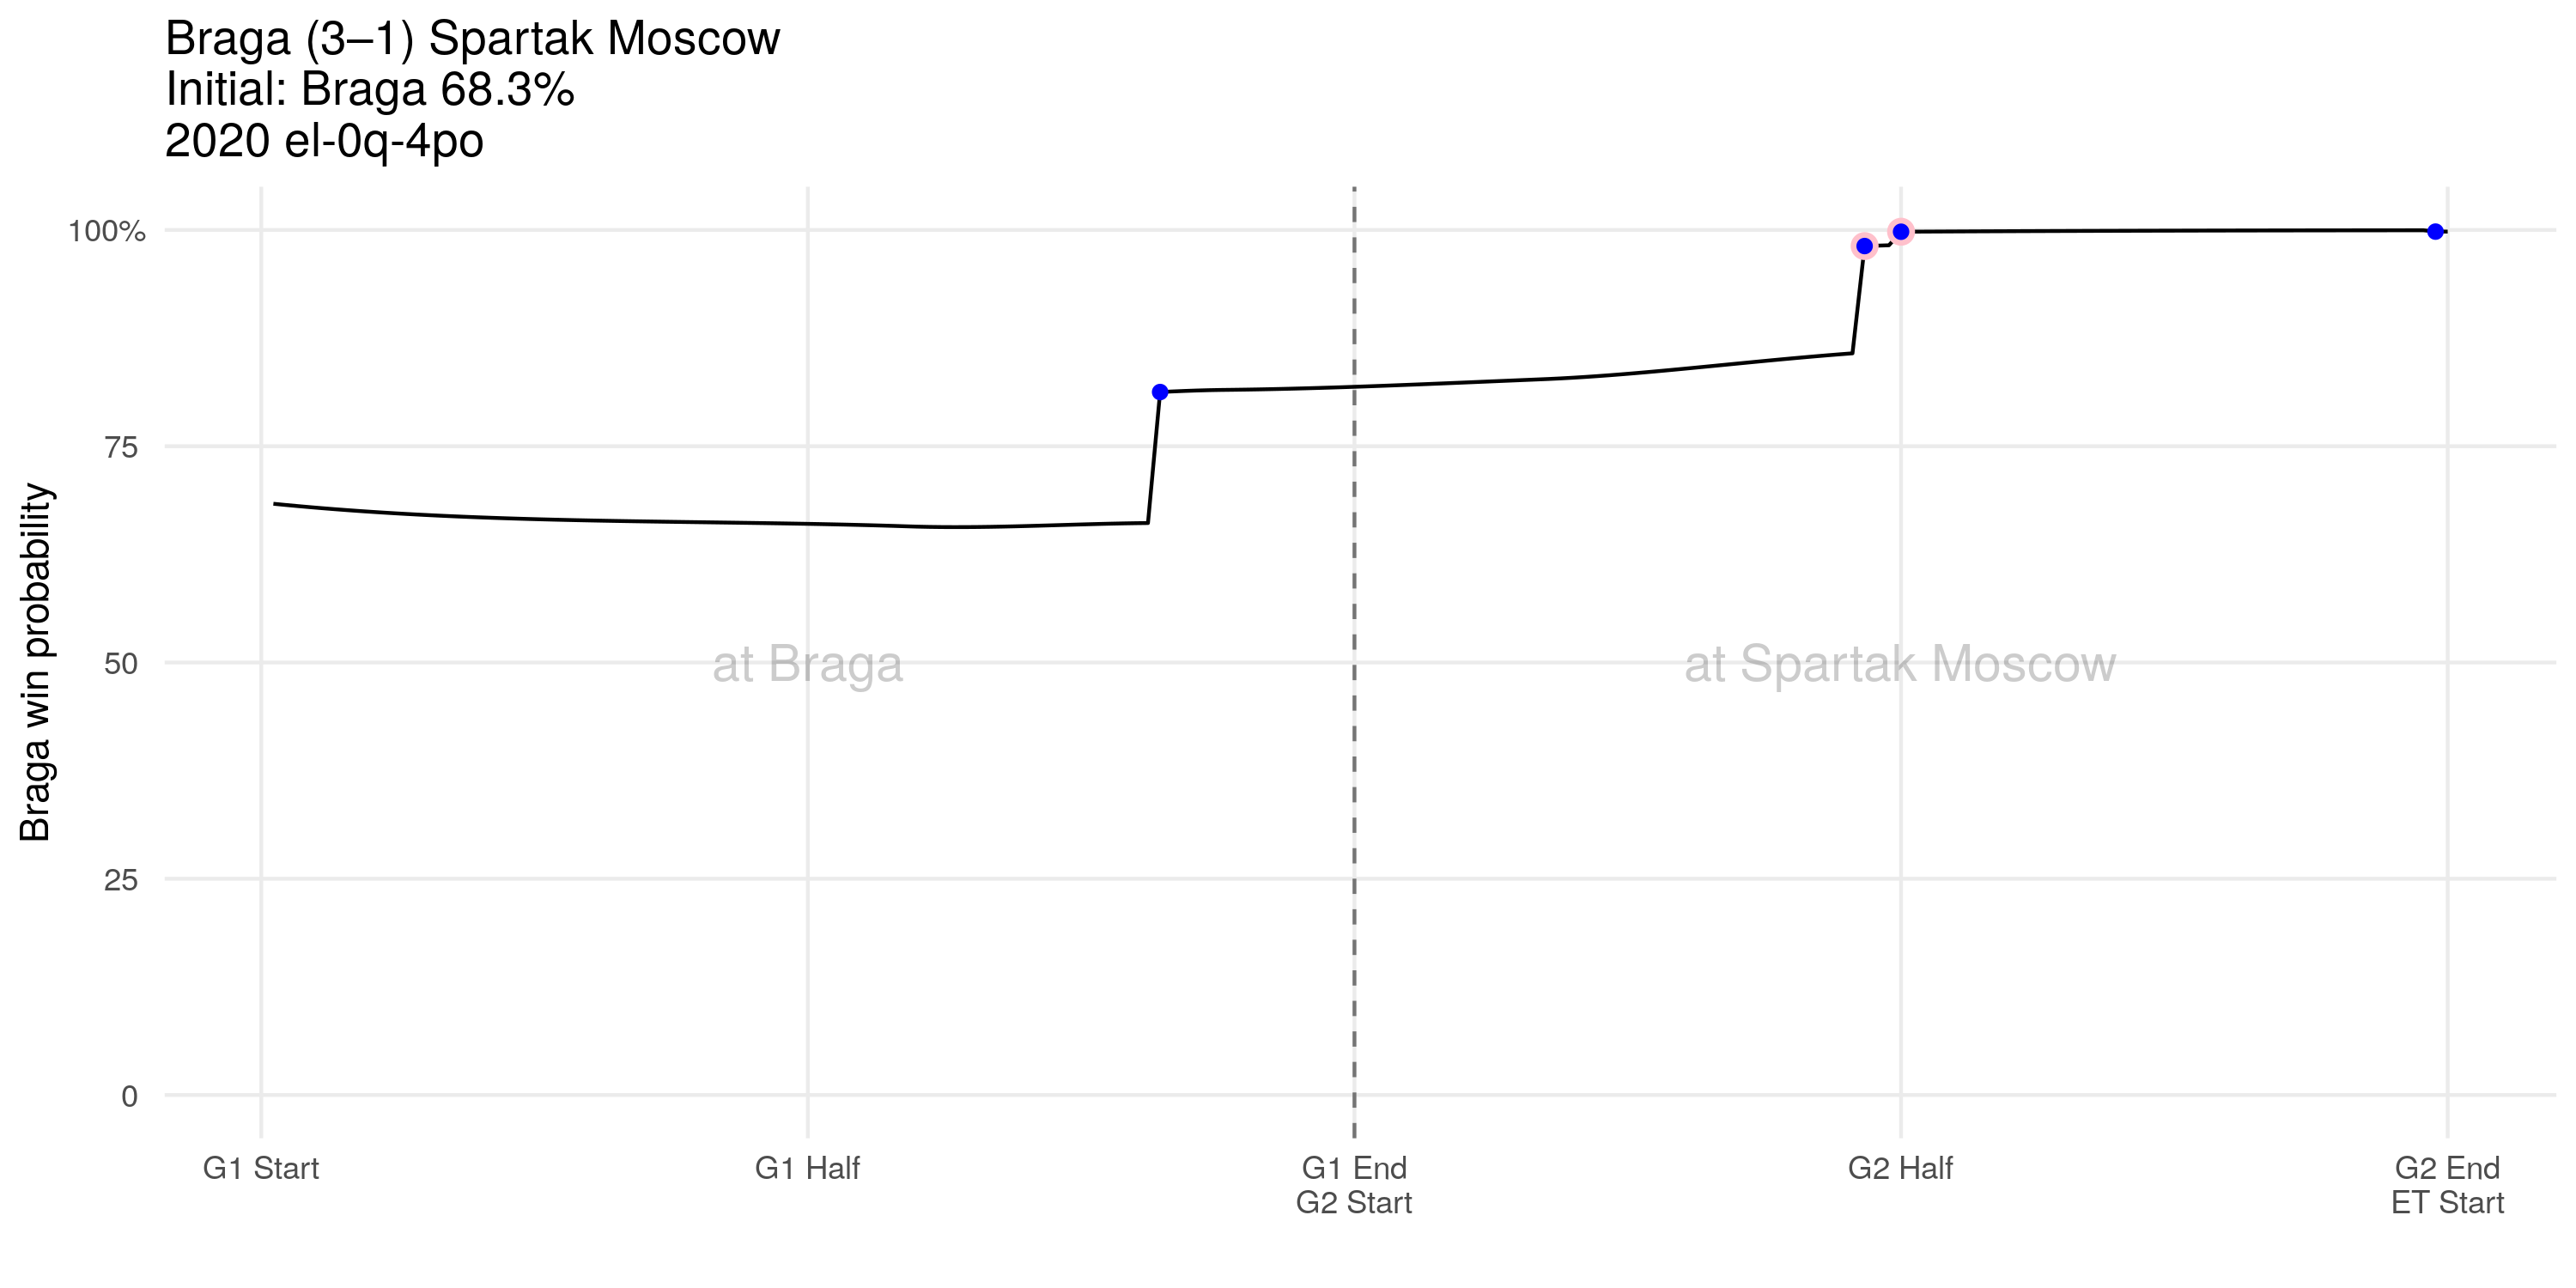 Braga (3–1) Spartak Moscow
Initial: Braga 68.3%
2020 el-0q-4po
Braga win probability
100%
75
50
25
0
at Braga
at Spartak Moscow
G1 Start
G1 Half
G1 End
G2 Start
G2 Half
G2 End
ET Start